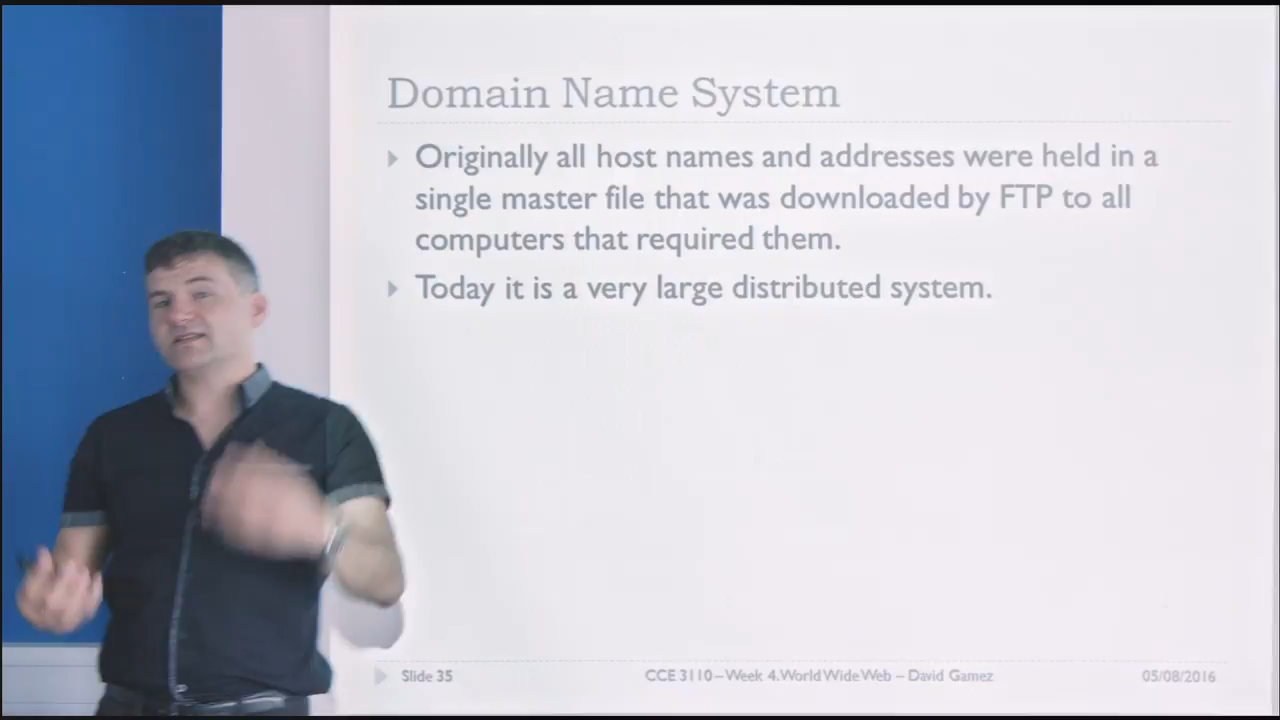 Domain Name System
Originally all host names and addresses were held in a
single master file that was downloaded by FTP to all
computers that required them.
Today it is a very large distributed system.
Slide 35
CCE 3110 – Week 4. World Wide Web – David Gamez
05/08/2016